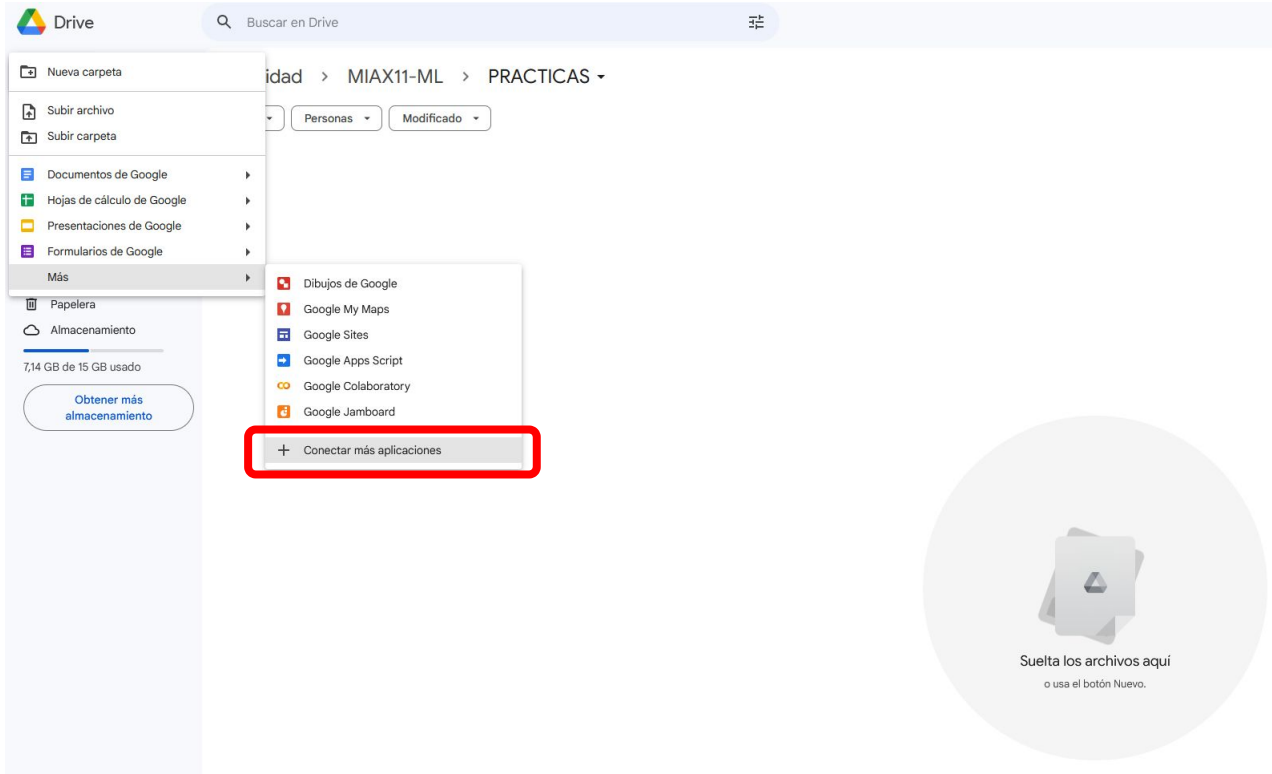 Drive
Buscar en Drive
Nueva carpeta
Subir archivo
Subir carpeta
Documentos de Google
Hojas de cálculo de Google
Presentaciones de Google
Formularios de Google
Más
Papelera
Almacenamiento
7,14 GB de 15 GB usado
Obtener más
almacenamiento
idad > MIAX11-ML > PRACTICAS
Personas
Modificado
Dibujos de Google
Google My Maps
Google Sites
Google Apps Script
Google Colaboratory
Google Jamboard
Conectar más aplicaciones
Suelta los archivos aquí
o usa el botón Nuevo.